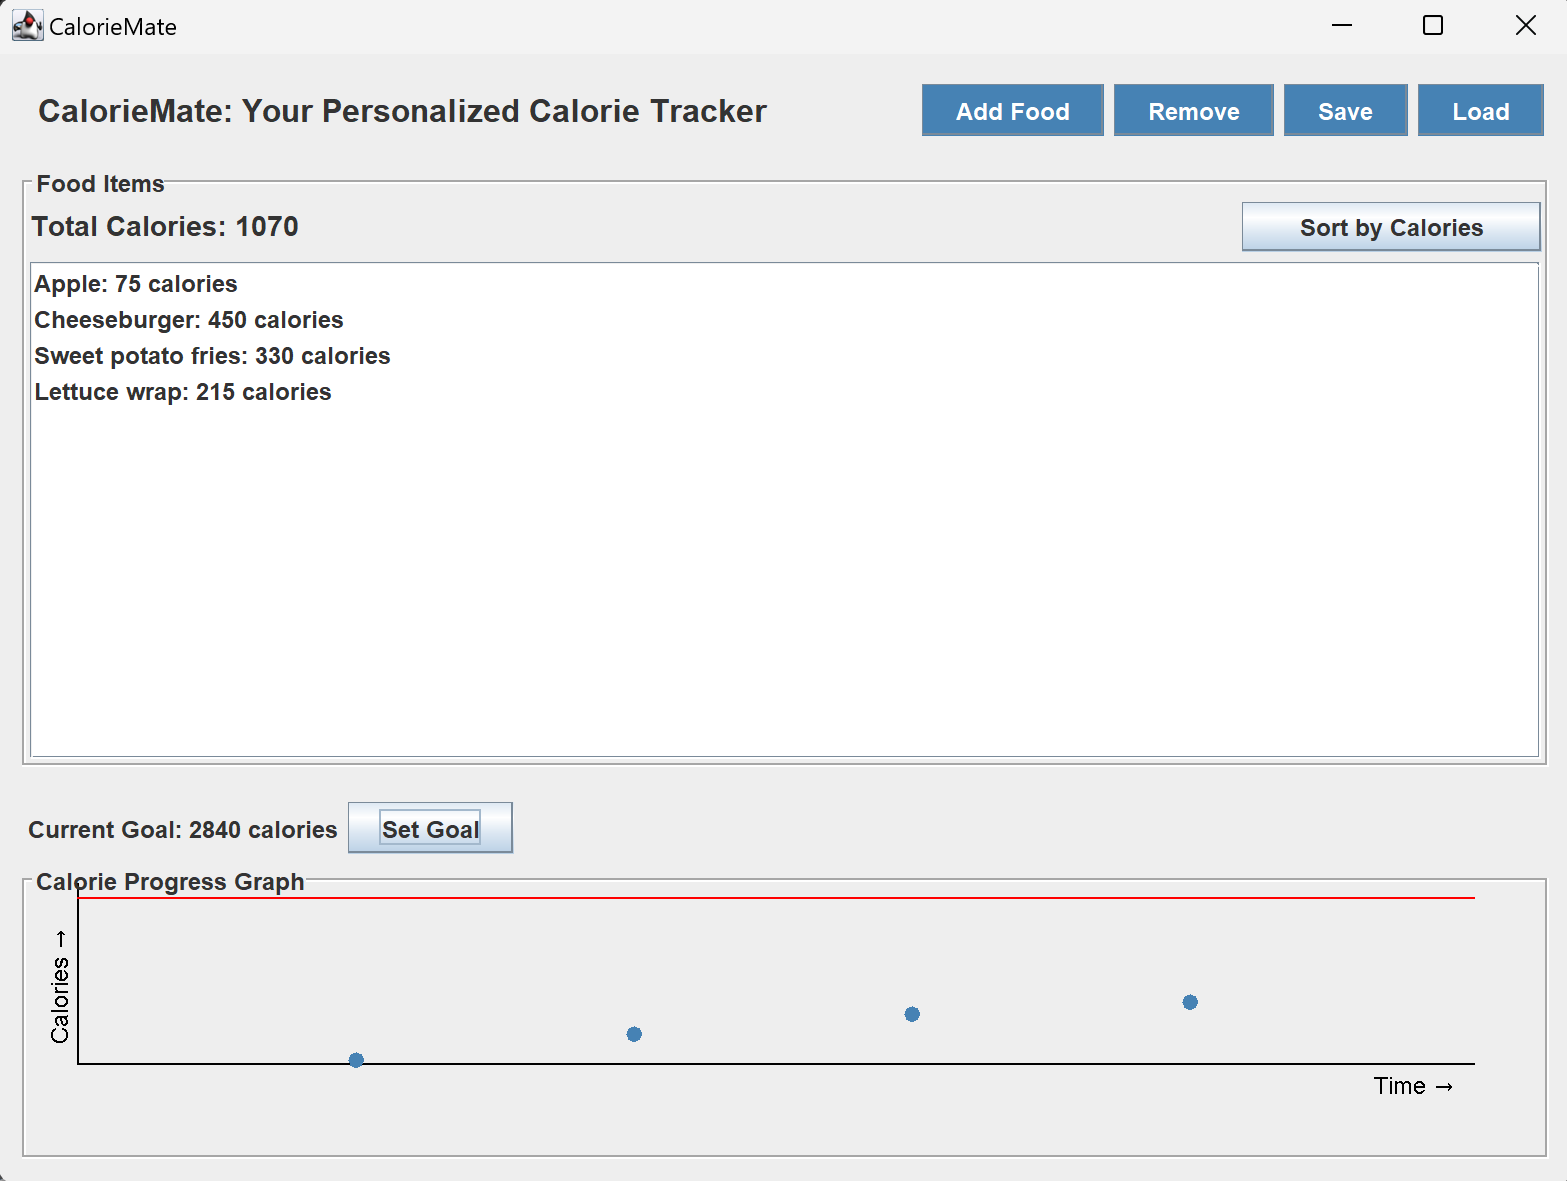 CalorieMate
CalorieMate: Your Personalized Calorie Tracker
Add Food
Remove
Save
Load
Food Items
Total Calories: 1070
Sort by Calories
Apple: 75 calories
Cheeseburger: 450 calories
Sweet potato fries: 330 calories
Lettuce wrap: 215 calories
Current Goal: 2840 calories
Set Goal
Calorie Progress Graph
Calories →
Time →